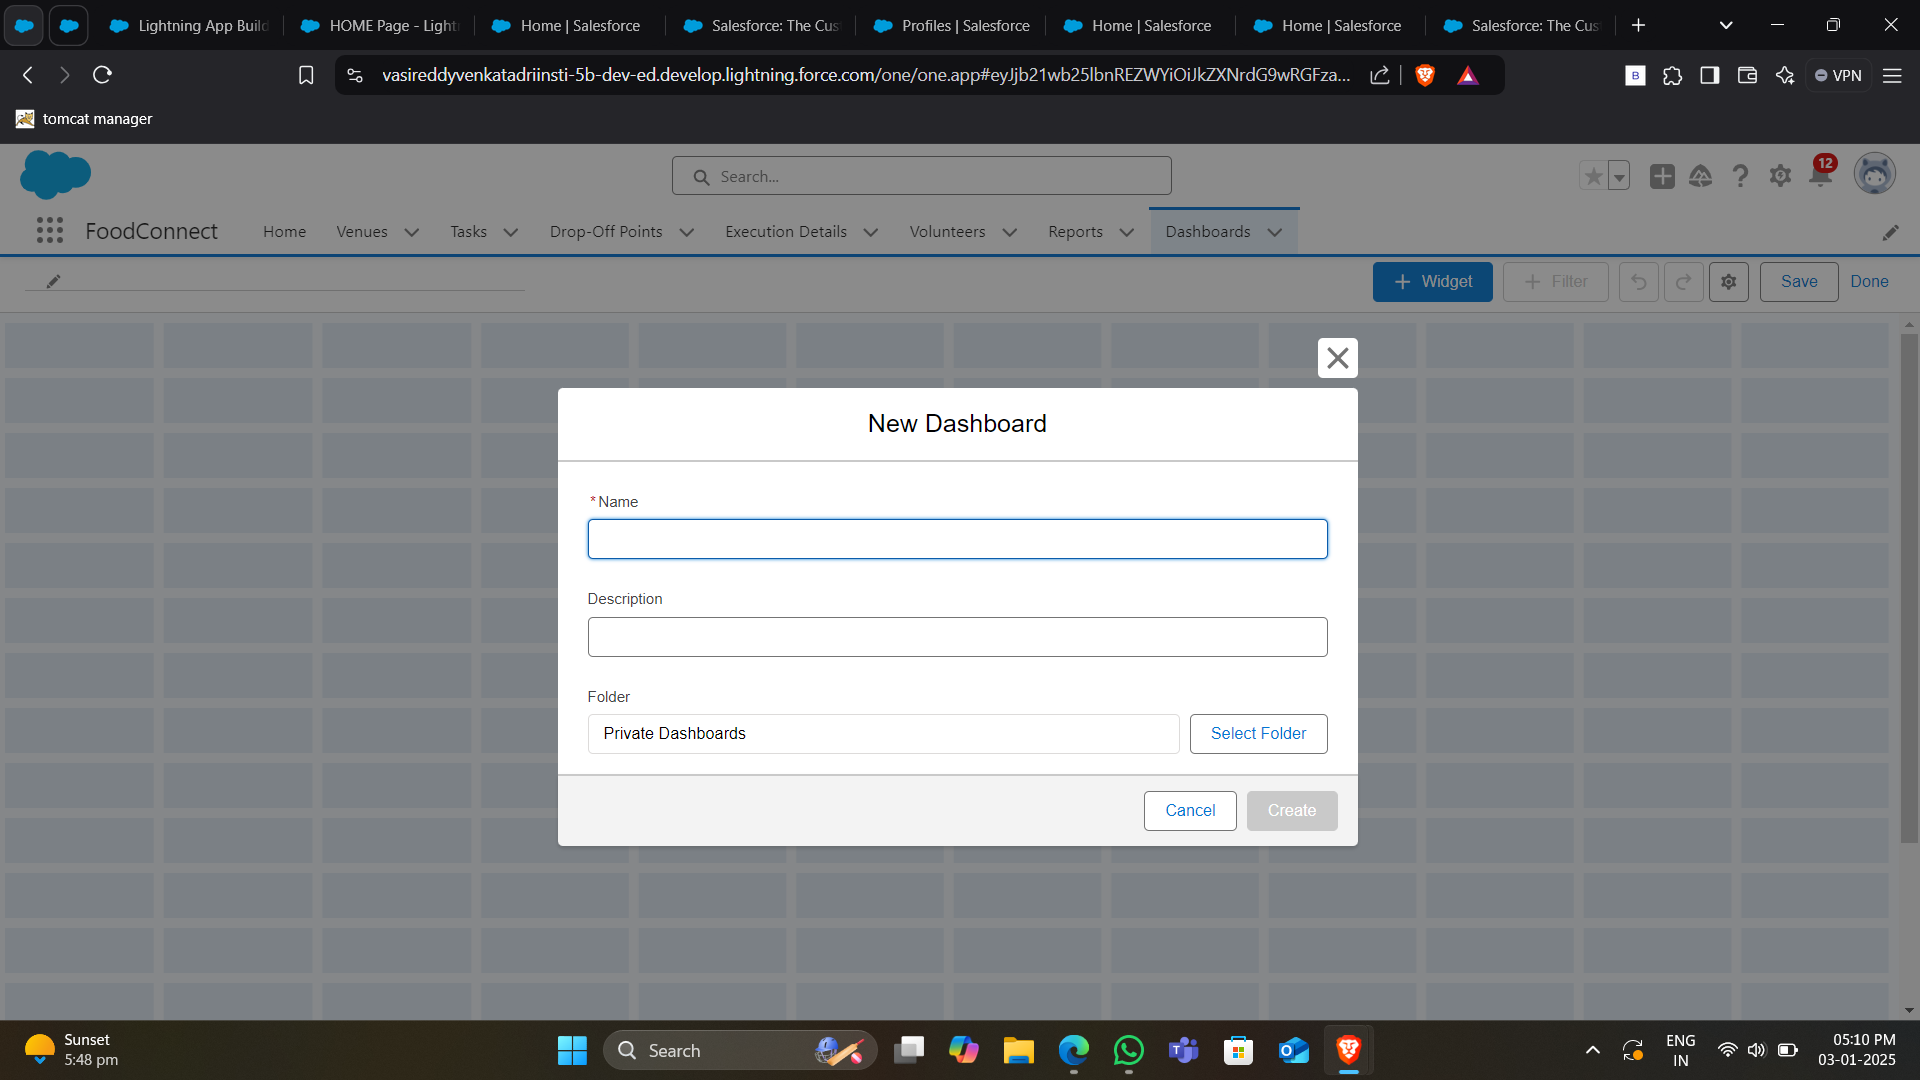 Lightning App Build
HOME Page - Light
Home | Salesforce
Salesforce: The Cus
Profiles | Salesforce
Home | Salesforce
Home | Salesforce
Salesforce: The Cus
vasireddyvenkatadriinsti-5b-dev-ed.develop.lightning.force.com/one/one.app#eyJjb21wb25lbnREZWYiOiJkZXNrdG9wRGFza...
B
VPN
tomcat manager
Search...
12
FoodConnect
Home
Venues
Tasks
Drop-Off Points
Execution Details
Volunteers
Reports
Dashboards
+ Widget
+ Filter
Save
Done
New Dashboard
*Name
Description
Folder
Private Dashboards
Select Folder
Cancel
Create
Sunset
5:48 pm
Search
ENG
IN
05:10 PM
03-01-2025